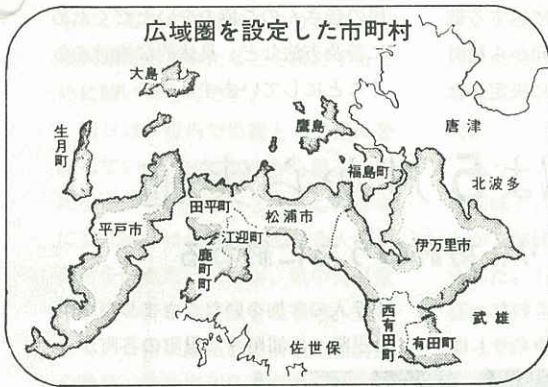 広域圏を設定した市町村
大島
生月町
鷹島
唐津
福島町
北波多
田平町
平戸市
松浦市
江迎町
鹿町町
伊万里市
西有田町
有田町
武雄
佐世保